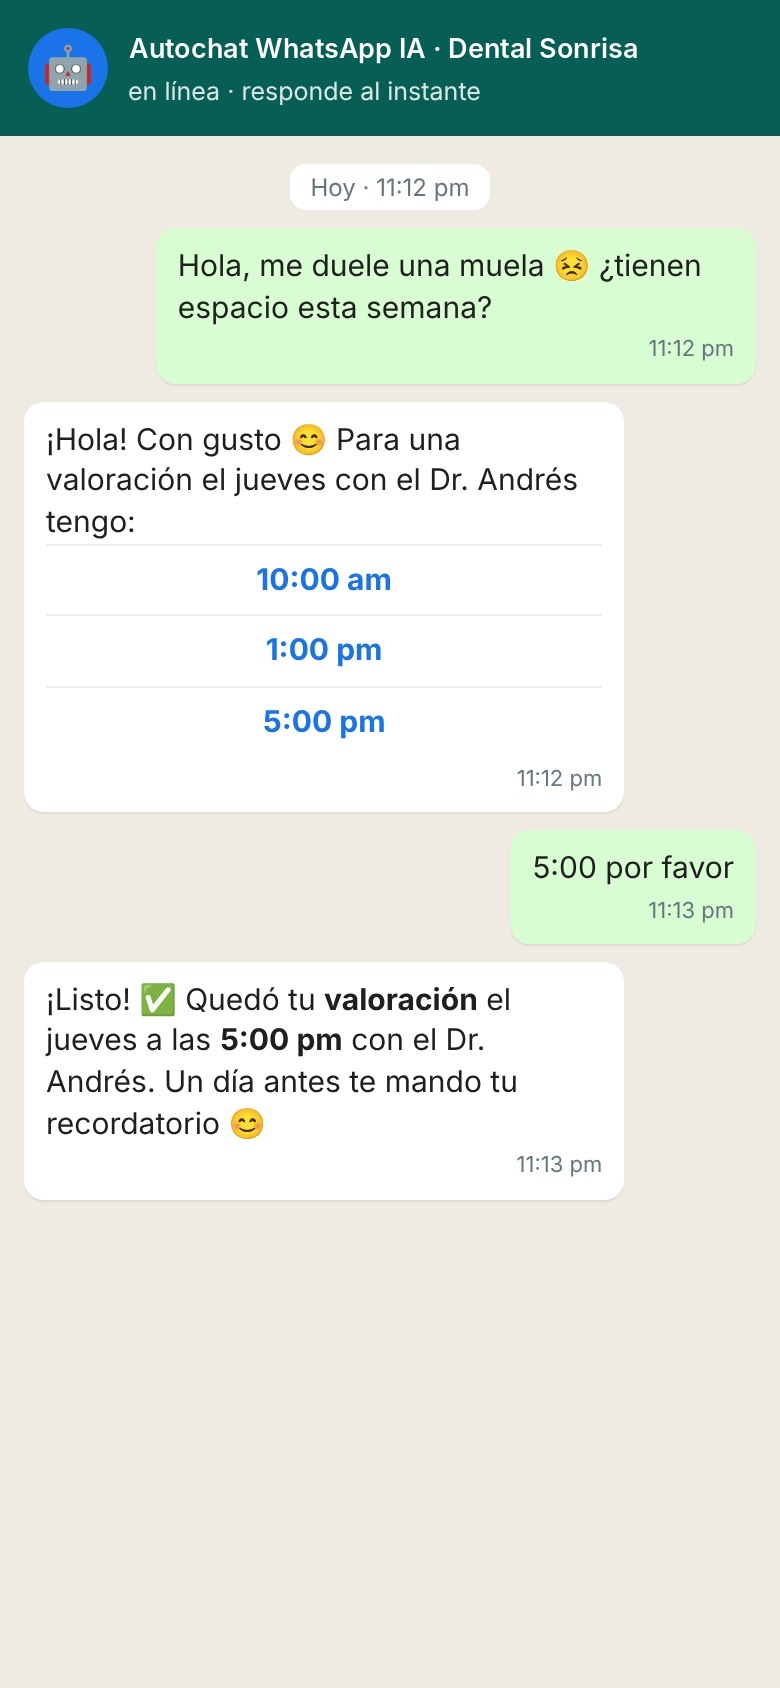 Autochat WhatsApp IA · Dental Sonrisa
en línea · responde al instante
Hoy · 11:12 pm
Hola, me duele una muela 😣 ¿tienen
espacio esta semana?
11:12 pm
¡Hola! Con gusto 😊 Para una
valoración el jueves con el Dr. Andrés
tengo:
10:00 am
1:00 pm
5:00 pm
11:12 pm
5:00 por favor
11:13 pm
¡Listo! ✅ Quedó tu valoración el
jueves a las 5:00 pm con el Dr.
Andrés. Un día antes te mando tu
recordatorio 😊
11:13 pm